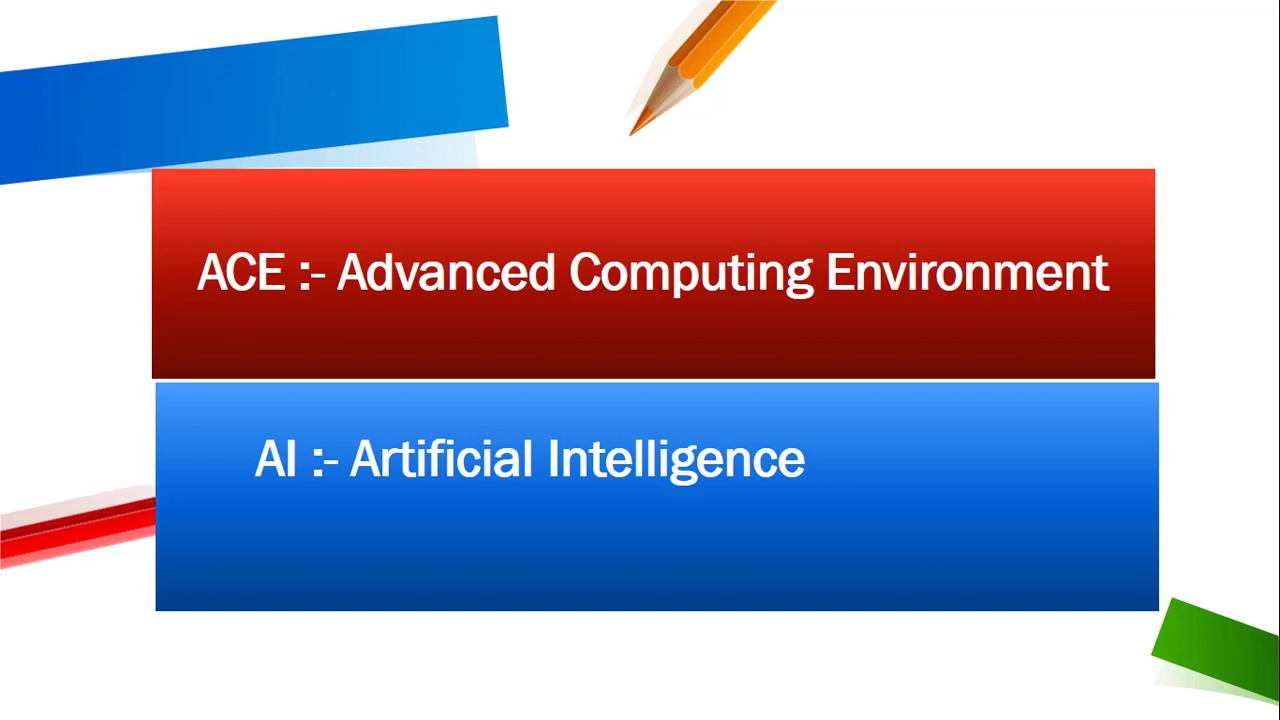 ACE :- Advanced Computing Environment
AI :- Artificial Intelligence